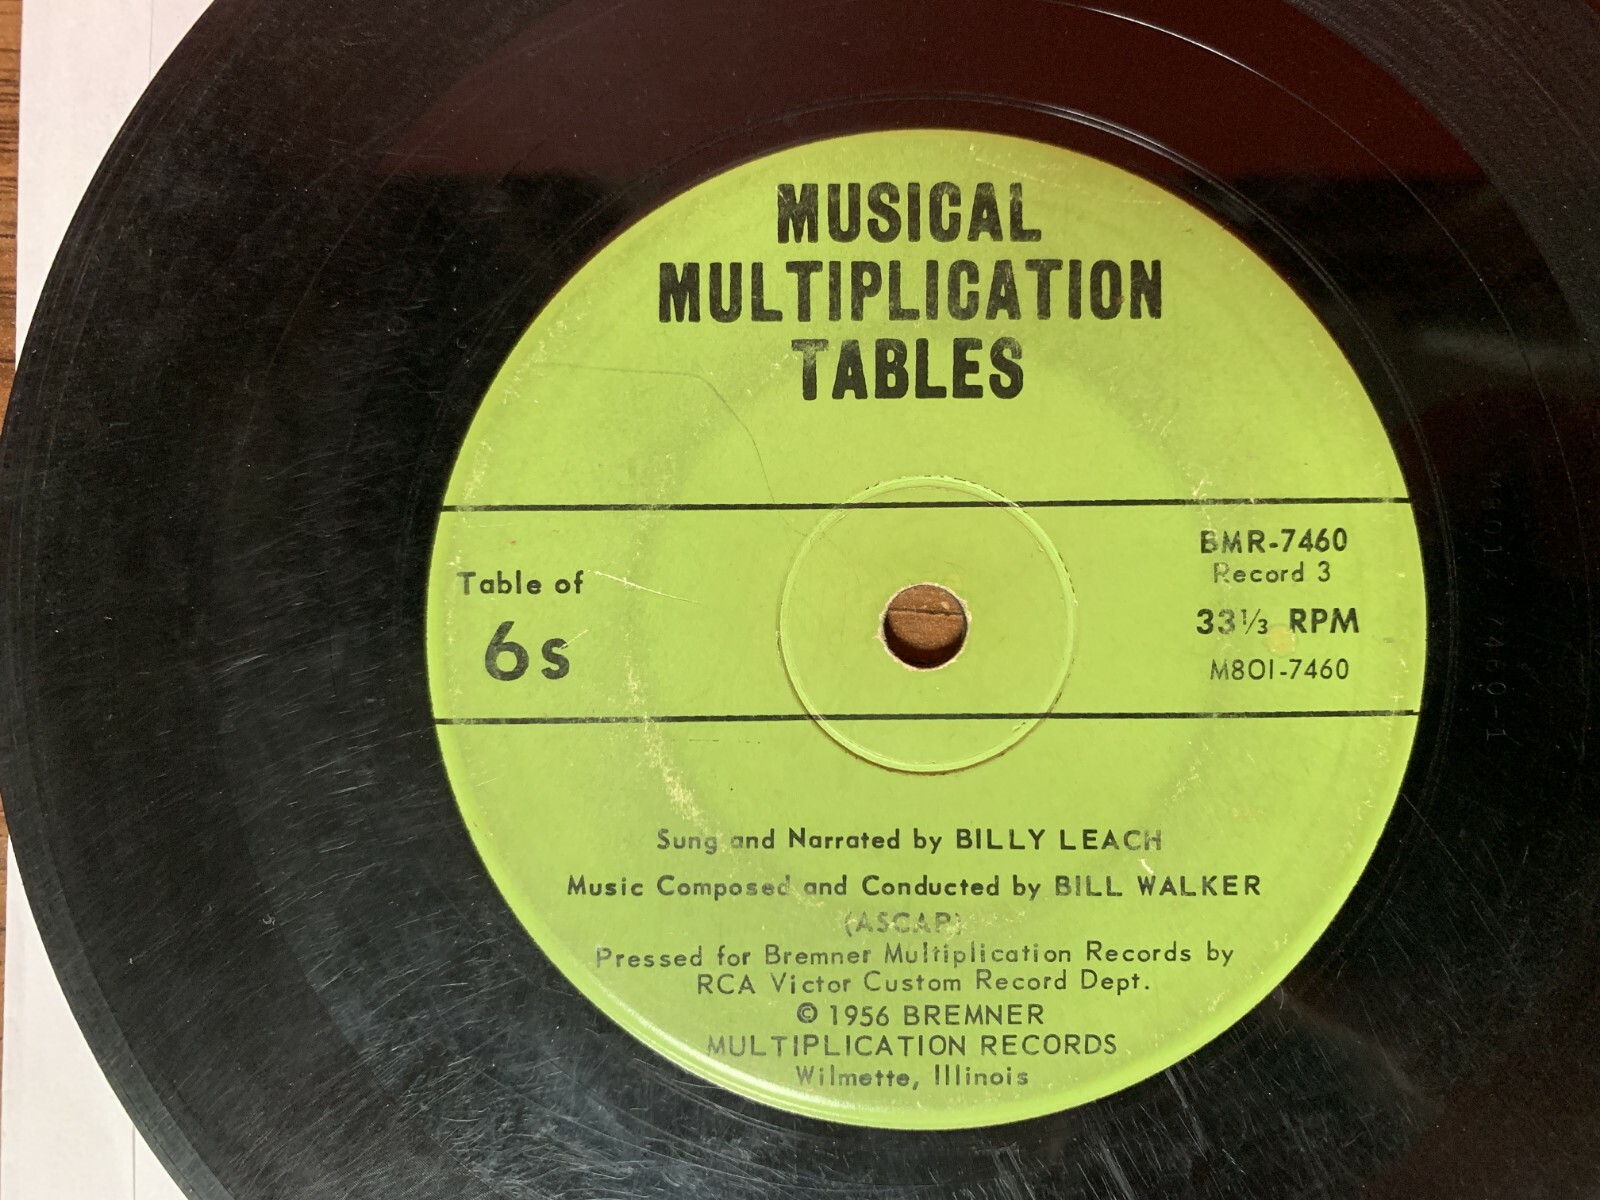 MUSICAL
MULTIPLICATION
TABLES
Table of
6s
BMR-7460
Record 3
33 1/3 RPM
M8OI-7460
Sung and Narrated by BILLY LEACH
Music Composed and Conducted by BILL WALKER
(ASCAP)
Pressed for Bremner Multiplication Records by
RCA Victor Custom Record Dept.
© 1956 BREMNER
MULTIPLICATION RECORDS
Wilmette, Illinois